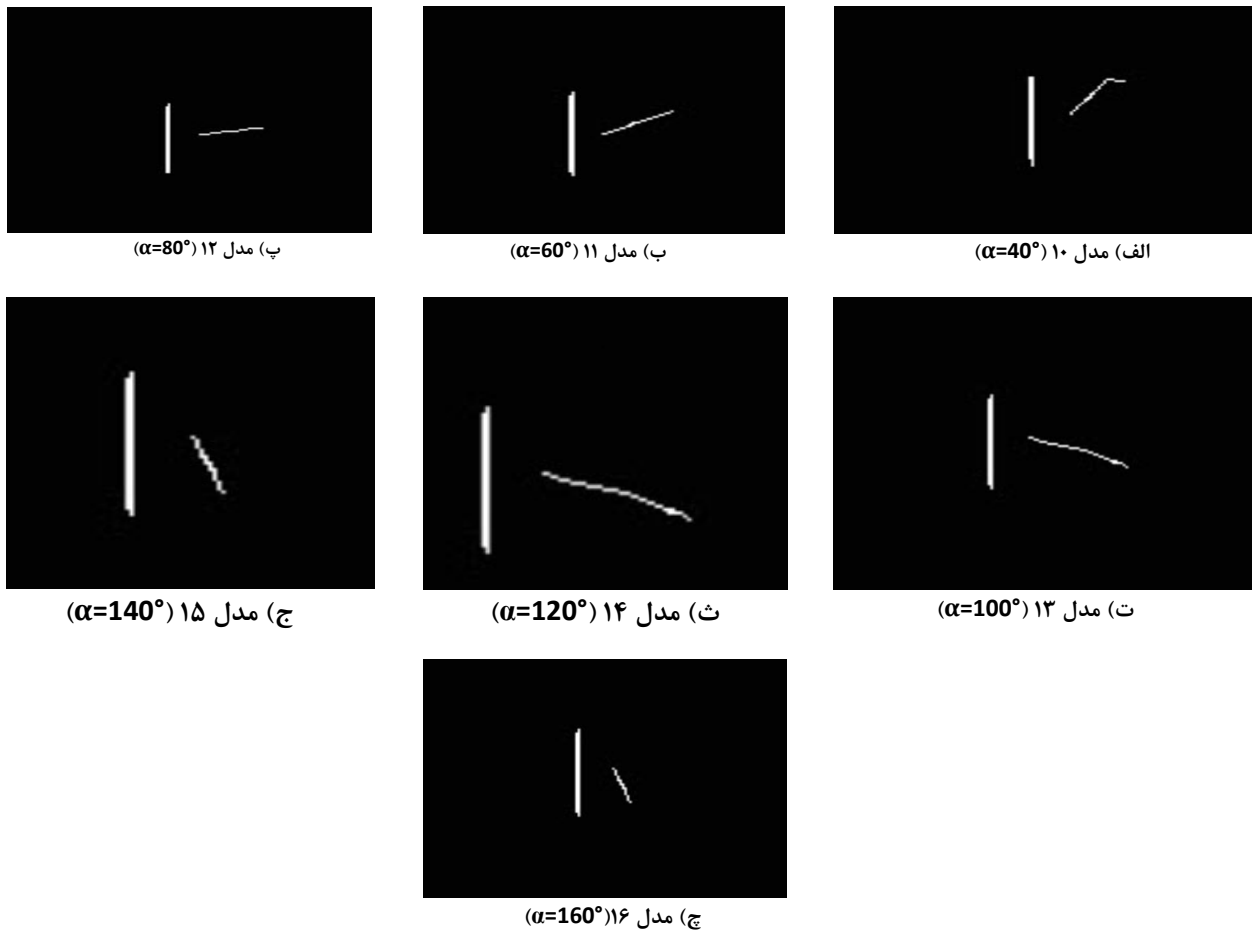 الف) مدل ۱۰ (α=40°)
ب) مدل ۱۱ (α=60°)
پ) مدل ۱۲ (α=80°)
ت) مدل ۱۳ (α=100°)
ث) مدل ۱۴ (α=120°)
ج) مدل ۱۵ (α=140°)
چ) مدل ۱۶(α=160°)